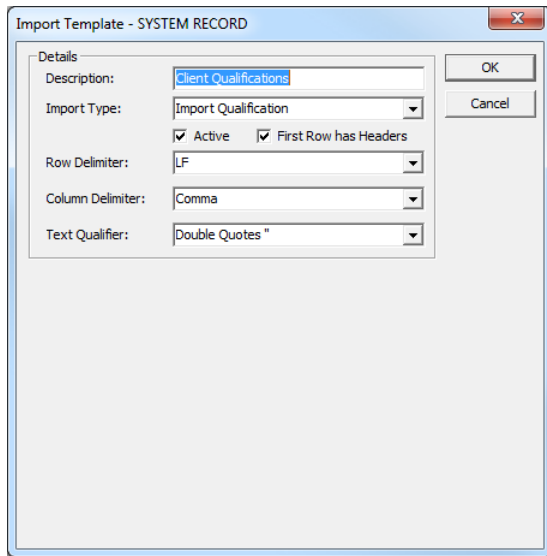 Import Template - SYSTEM RECORD
Details
Description: Client Qualifications
OK
Import Type: Import Qualification
Cancel
Active First Row has Headers
Row Delimiter: LF
Column Delimiter: Comma
Text Qualifier: Double Quotes "